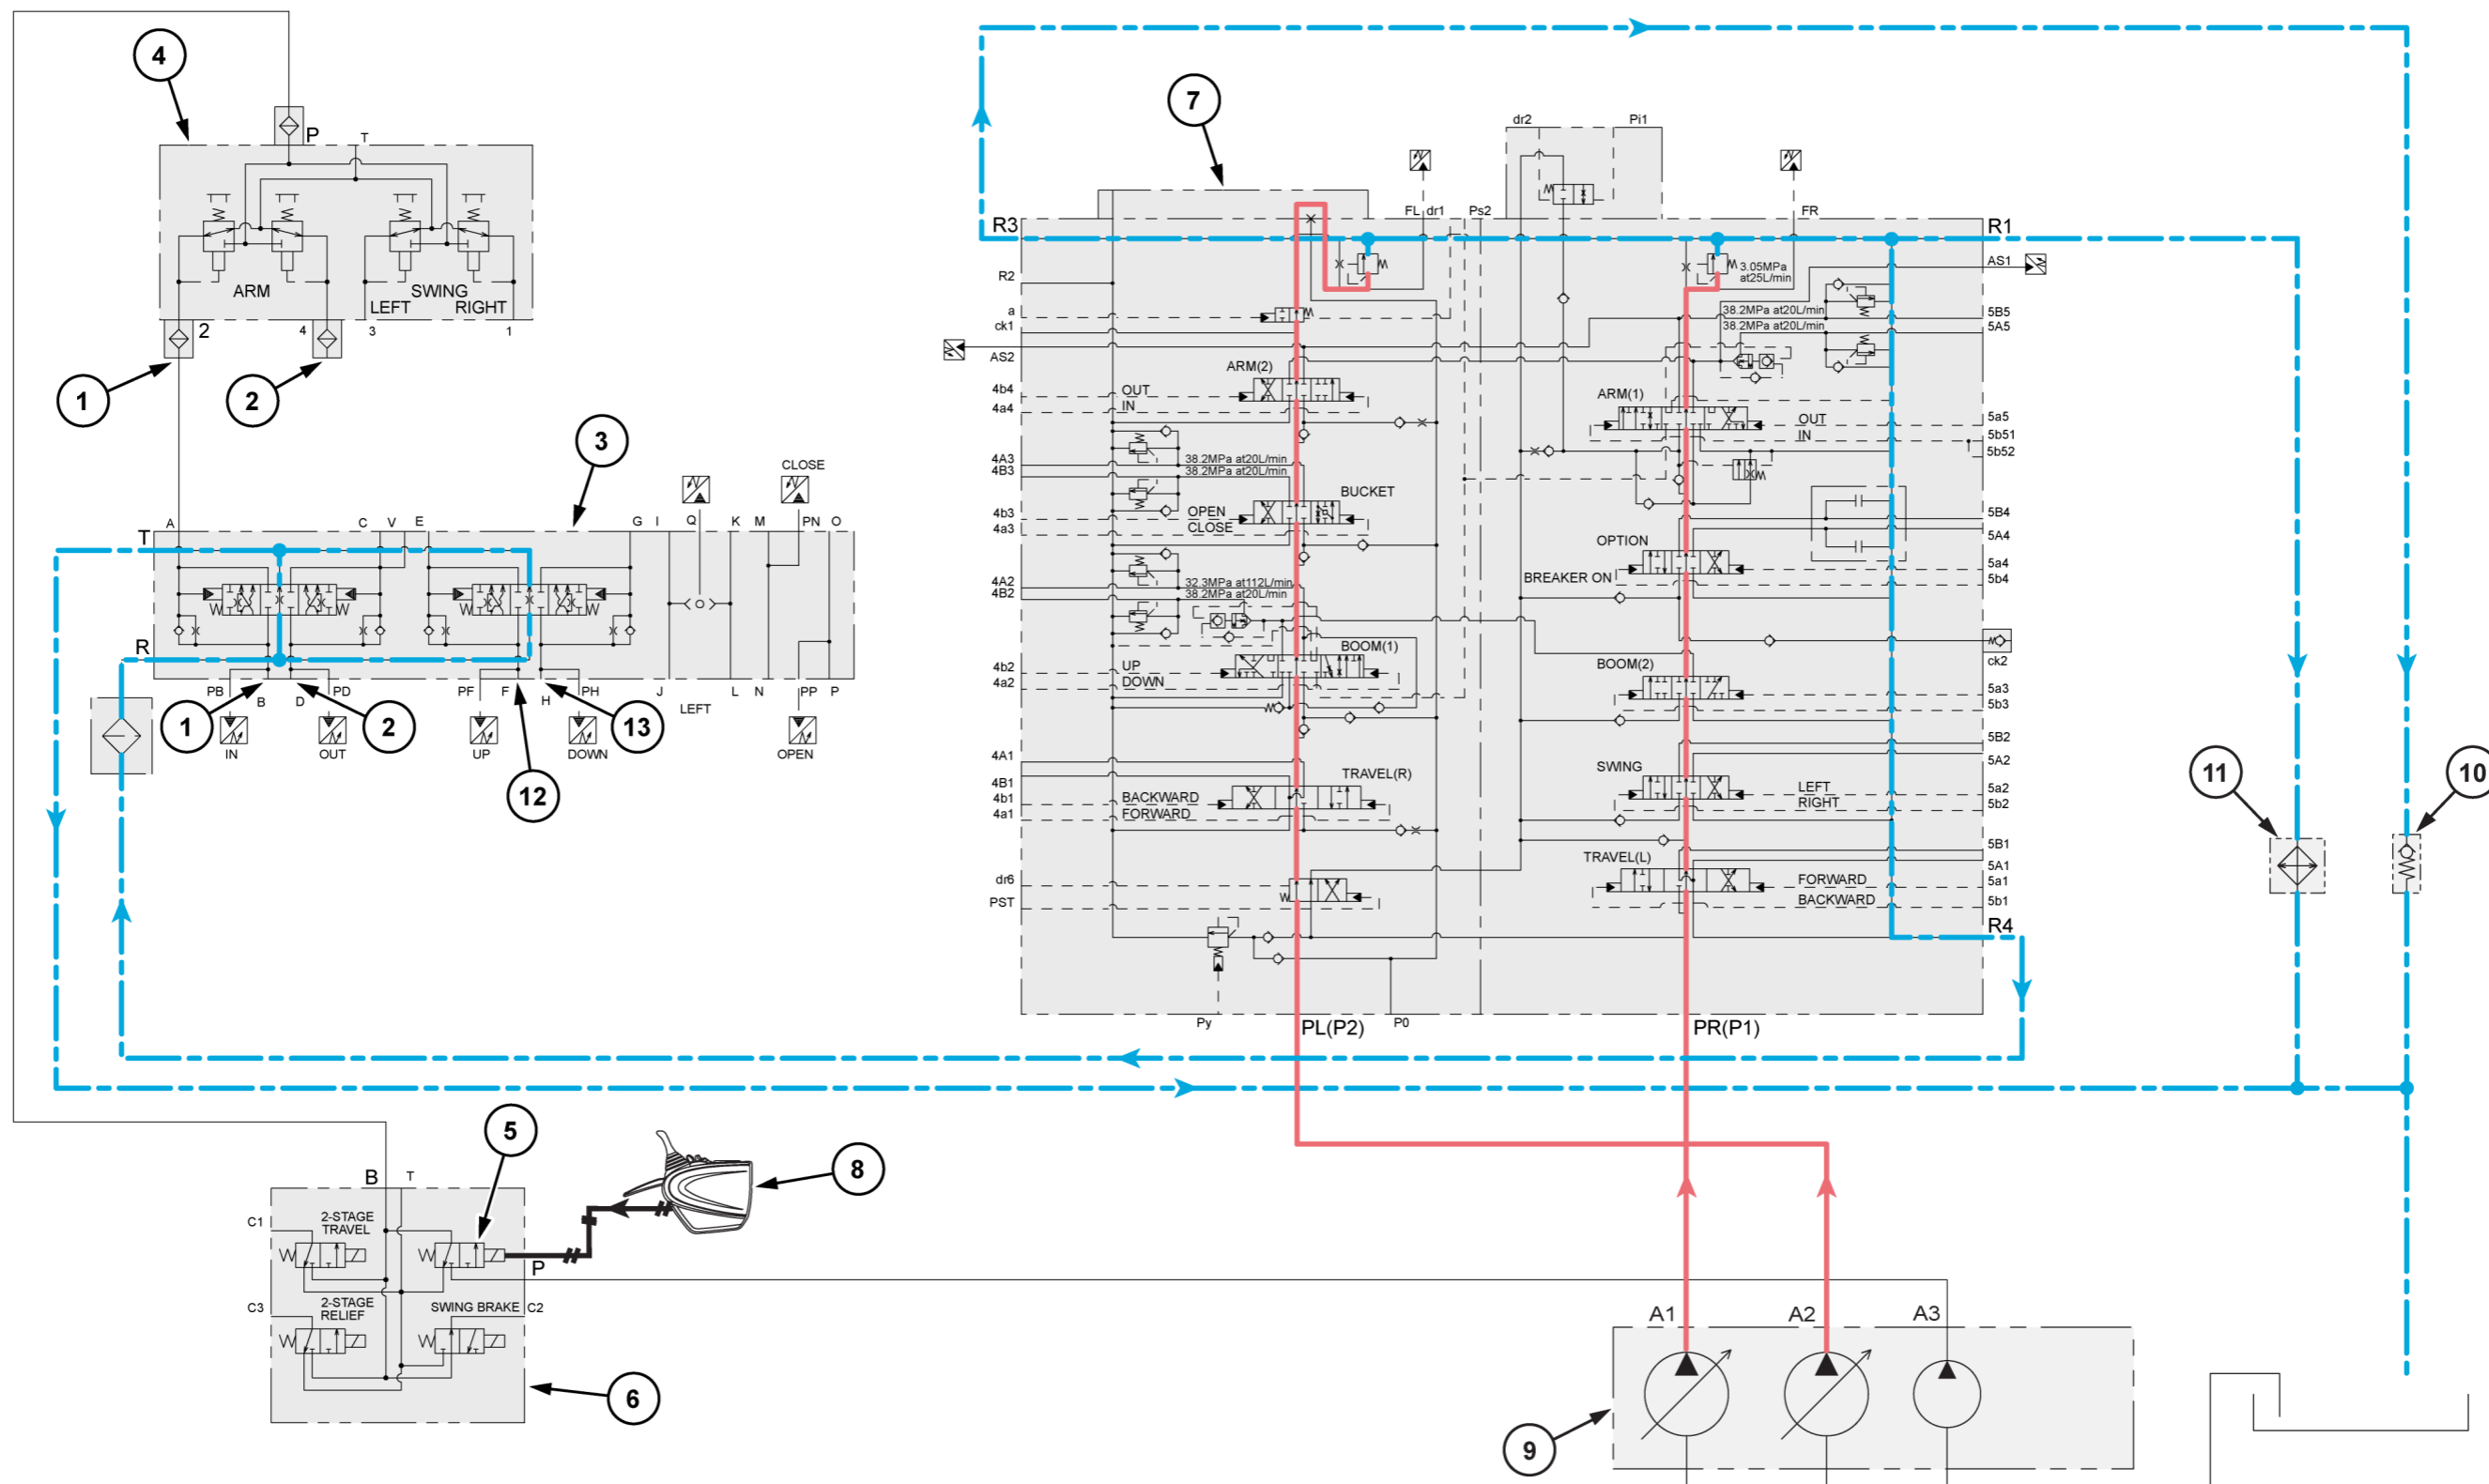 4
P
T
ARM
SWING
LEFT
RIGHT
2
4
3
1
1
2
3
CLOSE
A
C
V
E
G
I
Q
K
M
PN
O
T
R
PB
B
D
PD
PF
F
H
PH
J
L
N
PP
P
LEFT
1
2
12
13
IN
OUT
UP
DOWN
OPEN
7
dr2
Pi1
FL
dr1
Ps2
FR
R3
R1
R2
AS1
3.05MPa
at25L/min
a
ck1
AS2
38.2MPa at20L/min
38.2MPa at20L/min
5B5
5A5
ARM(2)
4b4
OUT
4a4
IN
ARM(1)
OUT
5a5
IN
5b51
5b52
4A3
4B3
38.2MPa at20L/min
38.2MPa at20L/min
BUCKET
4b3
OPEN
4a3
CLOSE
5B4
5A4
OPTION
BREAKER ON
5a4
5b4
4A2
4B2
32.3MPa at112L/min
38.2MPa at20L/min
BOOM(1)
4b2
UP
4a2
DOWN
ck2
BOOM(2)
5a3
5b3
5B2
5A2
4A1
TRAVEL(R)
4B1
4b1
BACKWARD
4a1
FORWARD
SWING
LEFT
5a2
RIGHT
5b2
5B1
5A1
TRAVEL(L)
FORWARD
5a1
BACKWARD
5b1
dr6
PST
R4
Py
PL(P2)
P0
PR(P1)
11
10
5
8
B
T
C1
2-STAGE
TRAVEL
P
C3
2-STAGE
RELIEF
SWING BRAKE
C2
6
A1
A2
A3
9